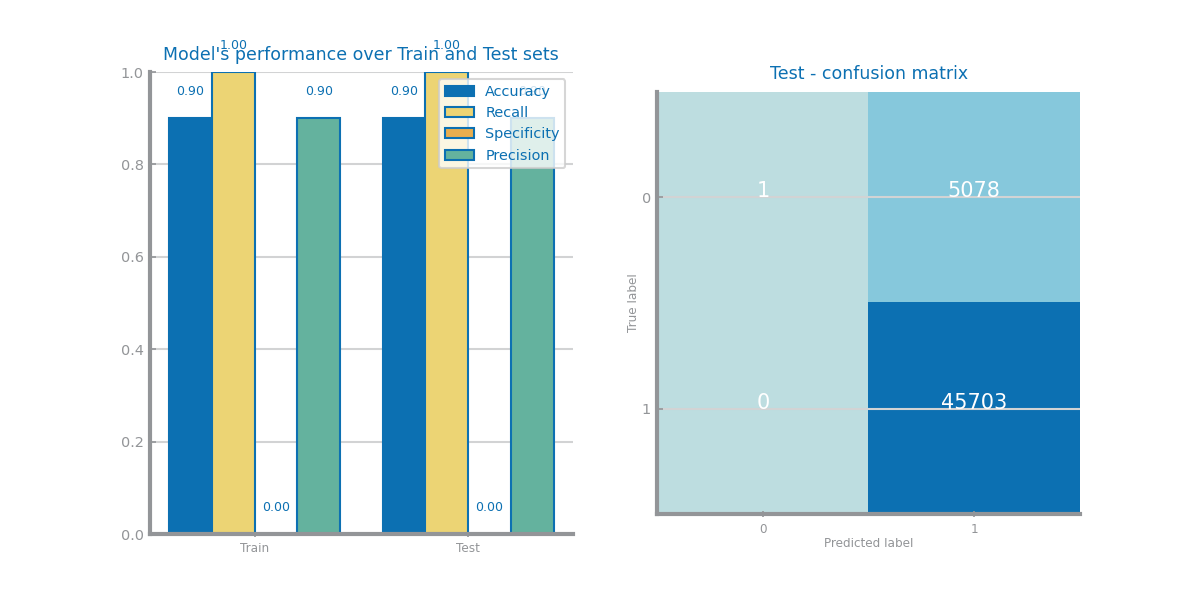 Model's performance over Train and Test sets
1.00
1.00
1.0
0.90
0.90
0.90
Accuracy
Recall
Specificity
Precision
0.8
0.6
0.4
0.2
0.00
0.00
0.0
Train
Test
Test - confusion matrix
True label
0
1
5078
1
0
45703
0
1
Predicted label